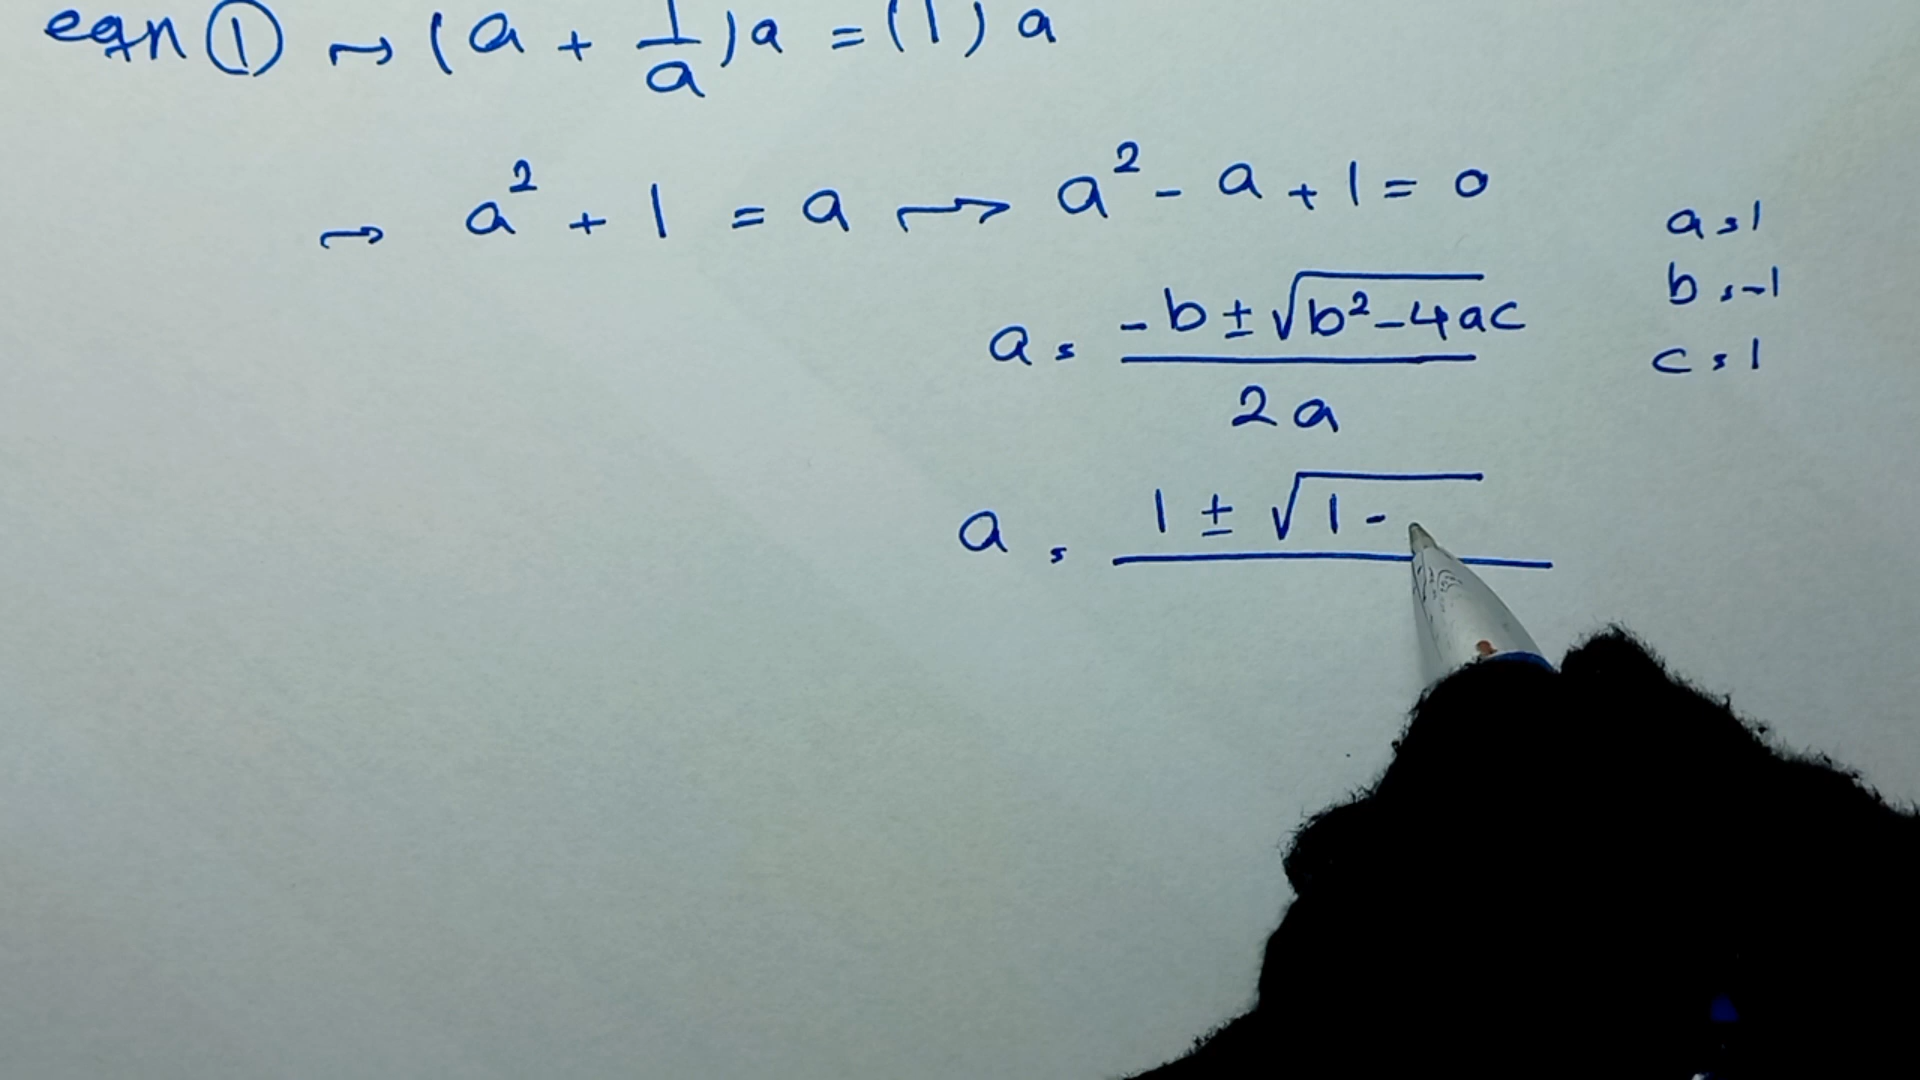 eqn ① ⇝ (a + 1/a)a = (1)a
→ a² + 1 = a ⟿ a² - a + 1 = 0
a = 1
b = -1
c = 1
a = (-b ± √(b² - 4ac))/2a
a = 1 ± √(1 -